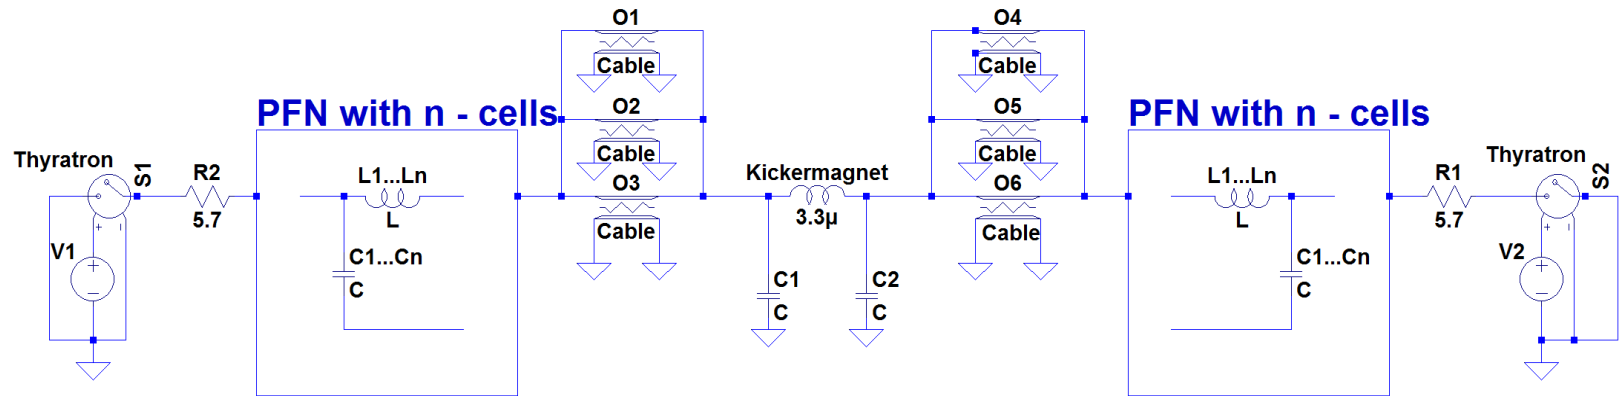 O1
Cable
O4
Cable
PFN with n - cells
O2
Cable
O5
Cable
PFN with n - cells
Thyratron
S1
R2
5.7
L1...Ln
L
O3
Cable
Kickermagnet
3.3µ
O6
Cable
L1...Ln
L
R1
5.7
Thyratron
S2
+
-
V1
+
-
C1...Cn
C
C1
C
C2
C
C1...Cn
C
+
-
V2
+
-